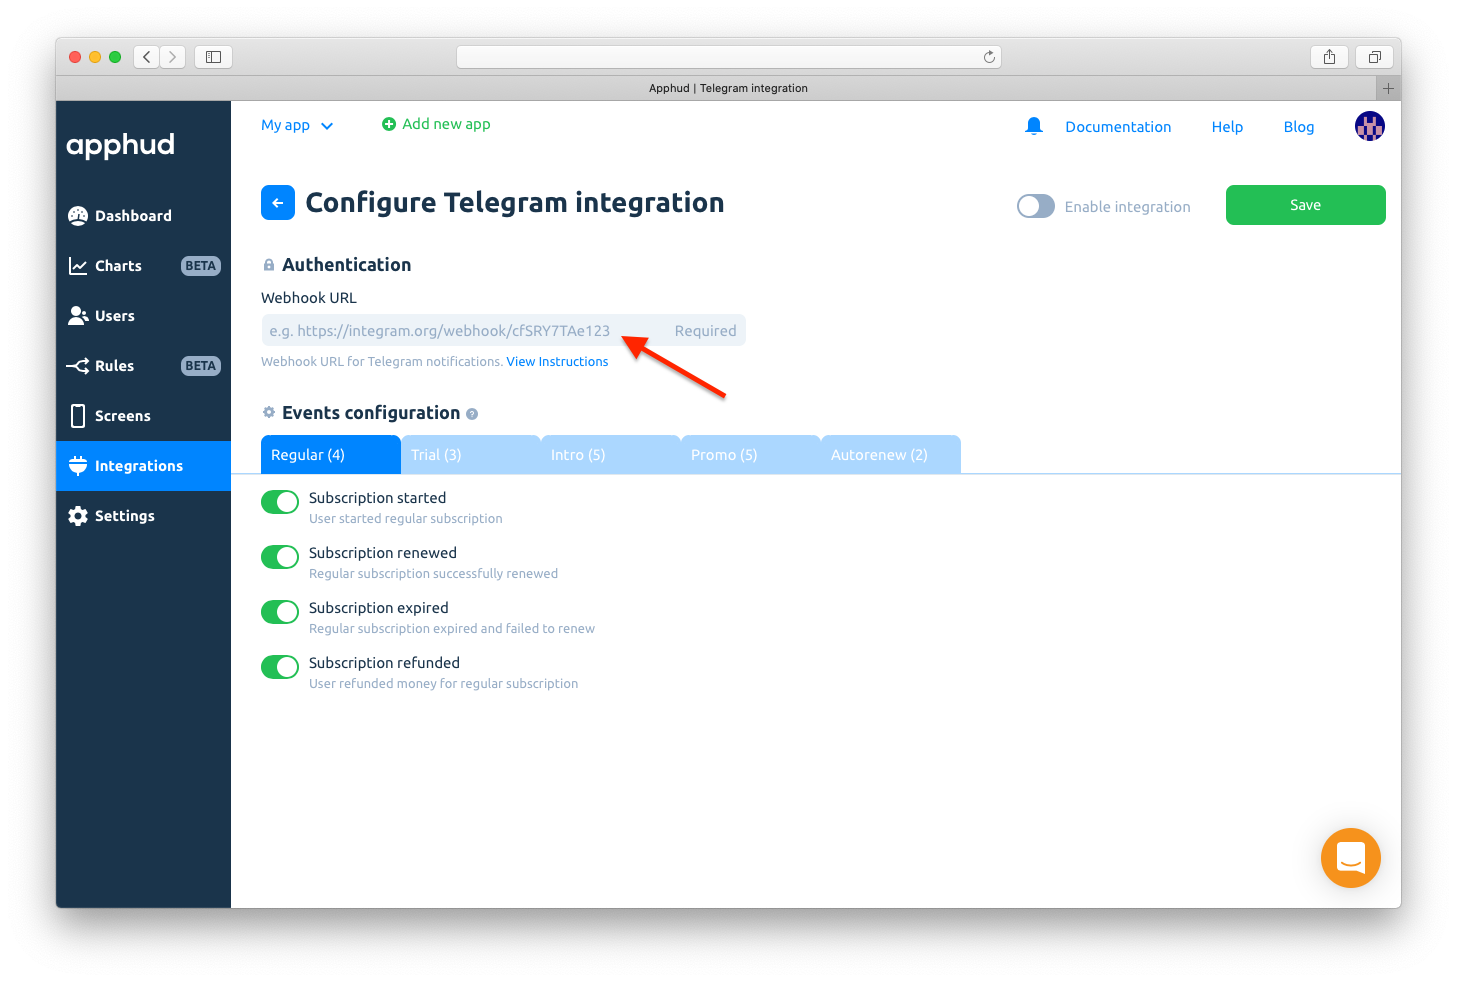 Apphud | Telegram integration
apphud
My app
Add new app
Documentation
Help
Blog
Dashboard
Charts BETA
Users
Rules BETA
Screens
Integrations
Settings
Configure Telegram integration
Enable integration
Save
Authentication
Webhook URL
e.g. https://integram.org/webhook/cfSRY7TAe123 Required
Webhook URL for Telegram notifications. View Instructions
Events configuration ?
Regular (4) Trial (3) Intro (5) Promo (5) Autorenew (2)
Subscription started
User started regular subscription
Subscription renewed
Regular subscription successfully renewed
Subscription expired
Regular subscription expired and failed to renew
Subscription refunded
User refunded money for regular subscription